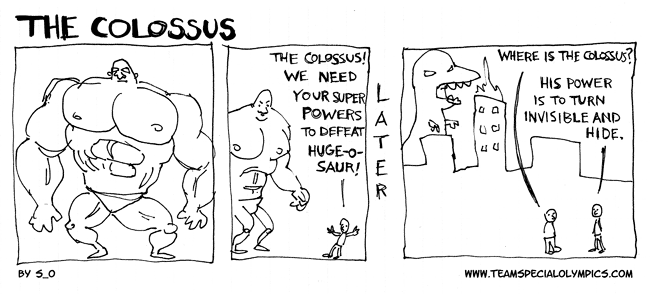 THE COLOSSUS
THE COLOSSUS!
WE NEED
YOUR SUPER
POWERS
TO DEFEAT
HUGE-O-
SAUR!
LATER
WHERE IS THE COLOSSUS?
HIS POWER
IS TO TURN
INVISIBLE AND
HIDE.
BY S_O
WWW.TEAMSPECIALOLYMPICS.COM